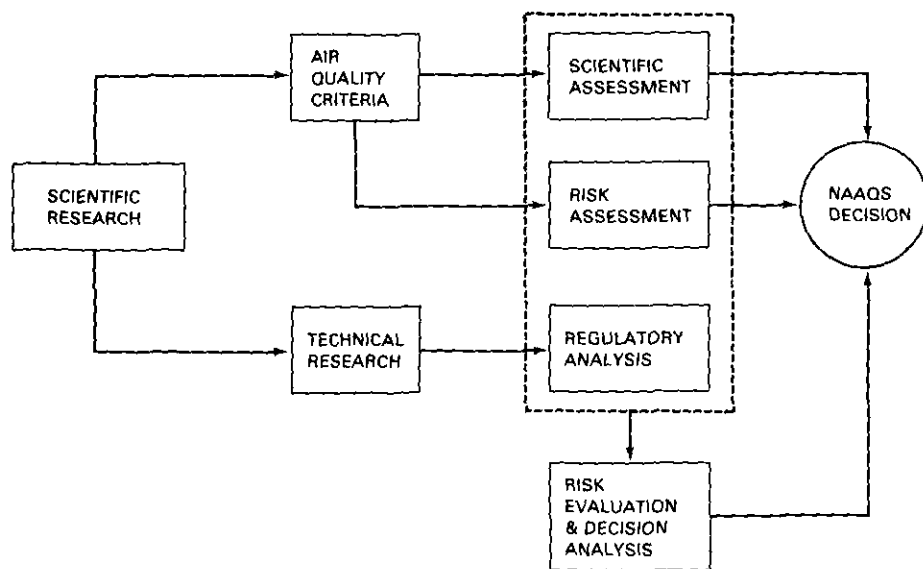 AIR
QUALITY
CRITERIA
SCIENTIFIC
ASSESSMENT
SCIENTIFIC
RESEARCH
RISK
ASSESSMENT
NAAQS
DECISION
TECHNICAL
RESEARCH
REGULATORY
ANALYSIS
RISK
EVALUATION
& DECISION
ANALYSIS